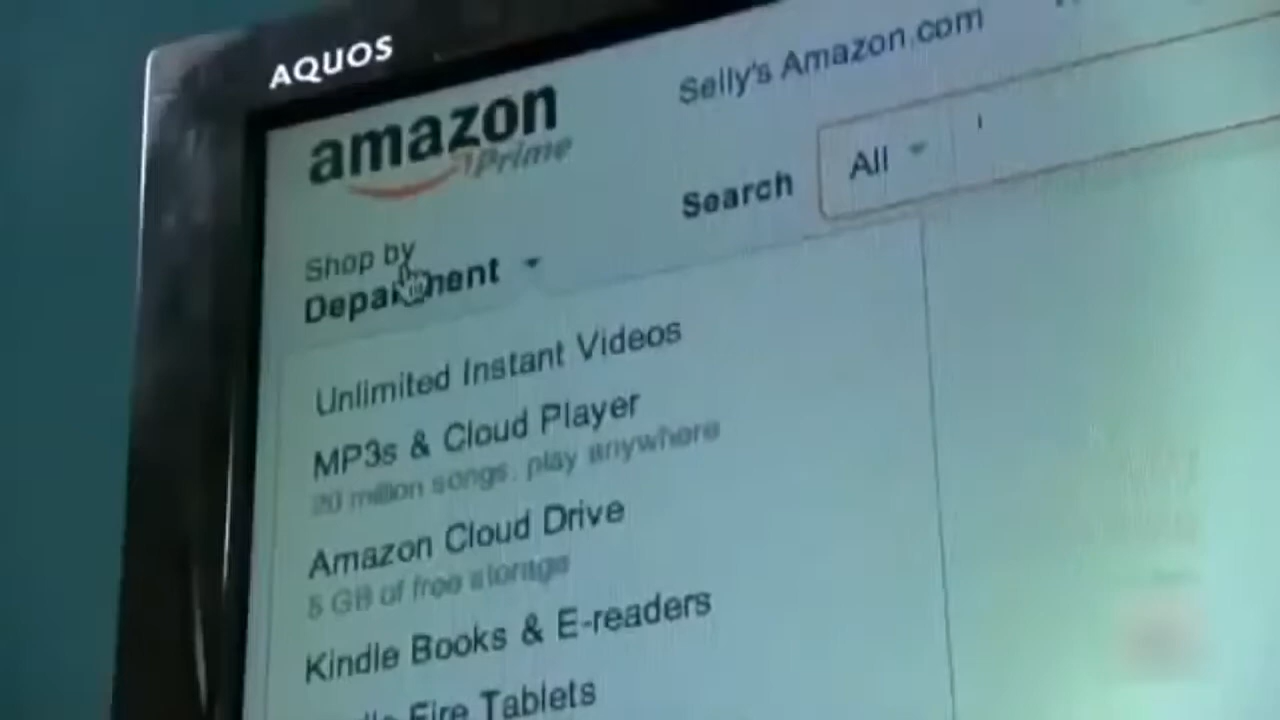 AQUOS
amazon
Prime
Selly's Amazon.com
Search
All
Shop by
Department
Unlimited Instant Videos
MP3s & Cloud Player
20 million songs, play anywhere
Amazon Cloud Drive
5 GB of free storage
Kindle Books & E-readers
Fire Tablets